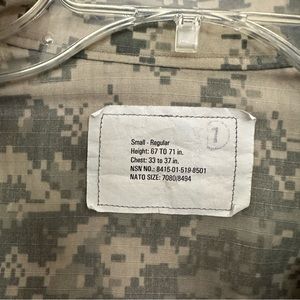 7
Small - Regular
Height: 67 TO 71 in.
Chest: 33 to 37 in.
NSN NO.: 8415-01-519-8501
NATO SIZE: 7080/8494